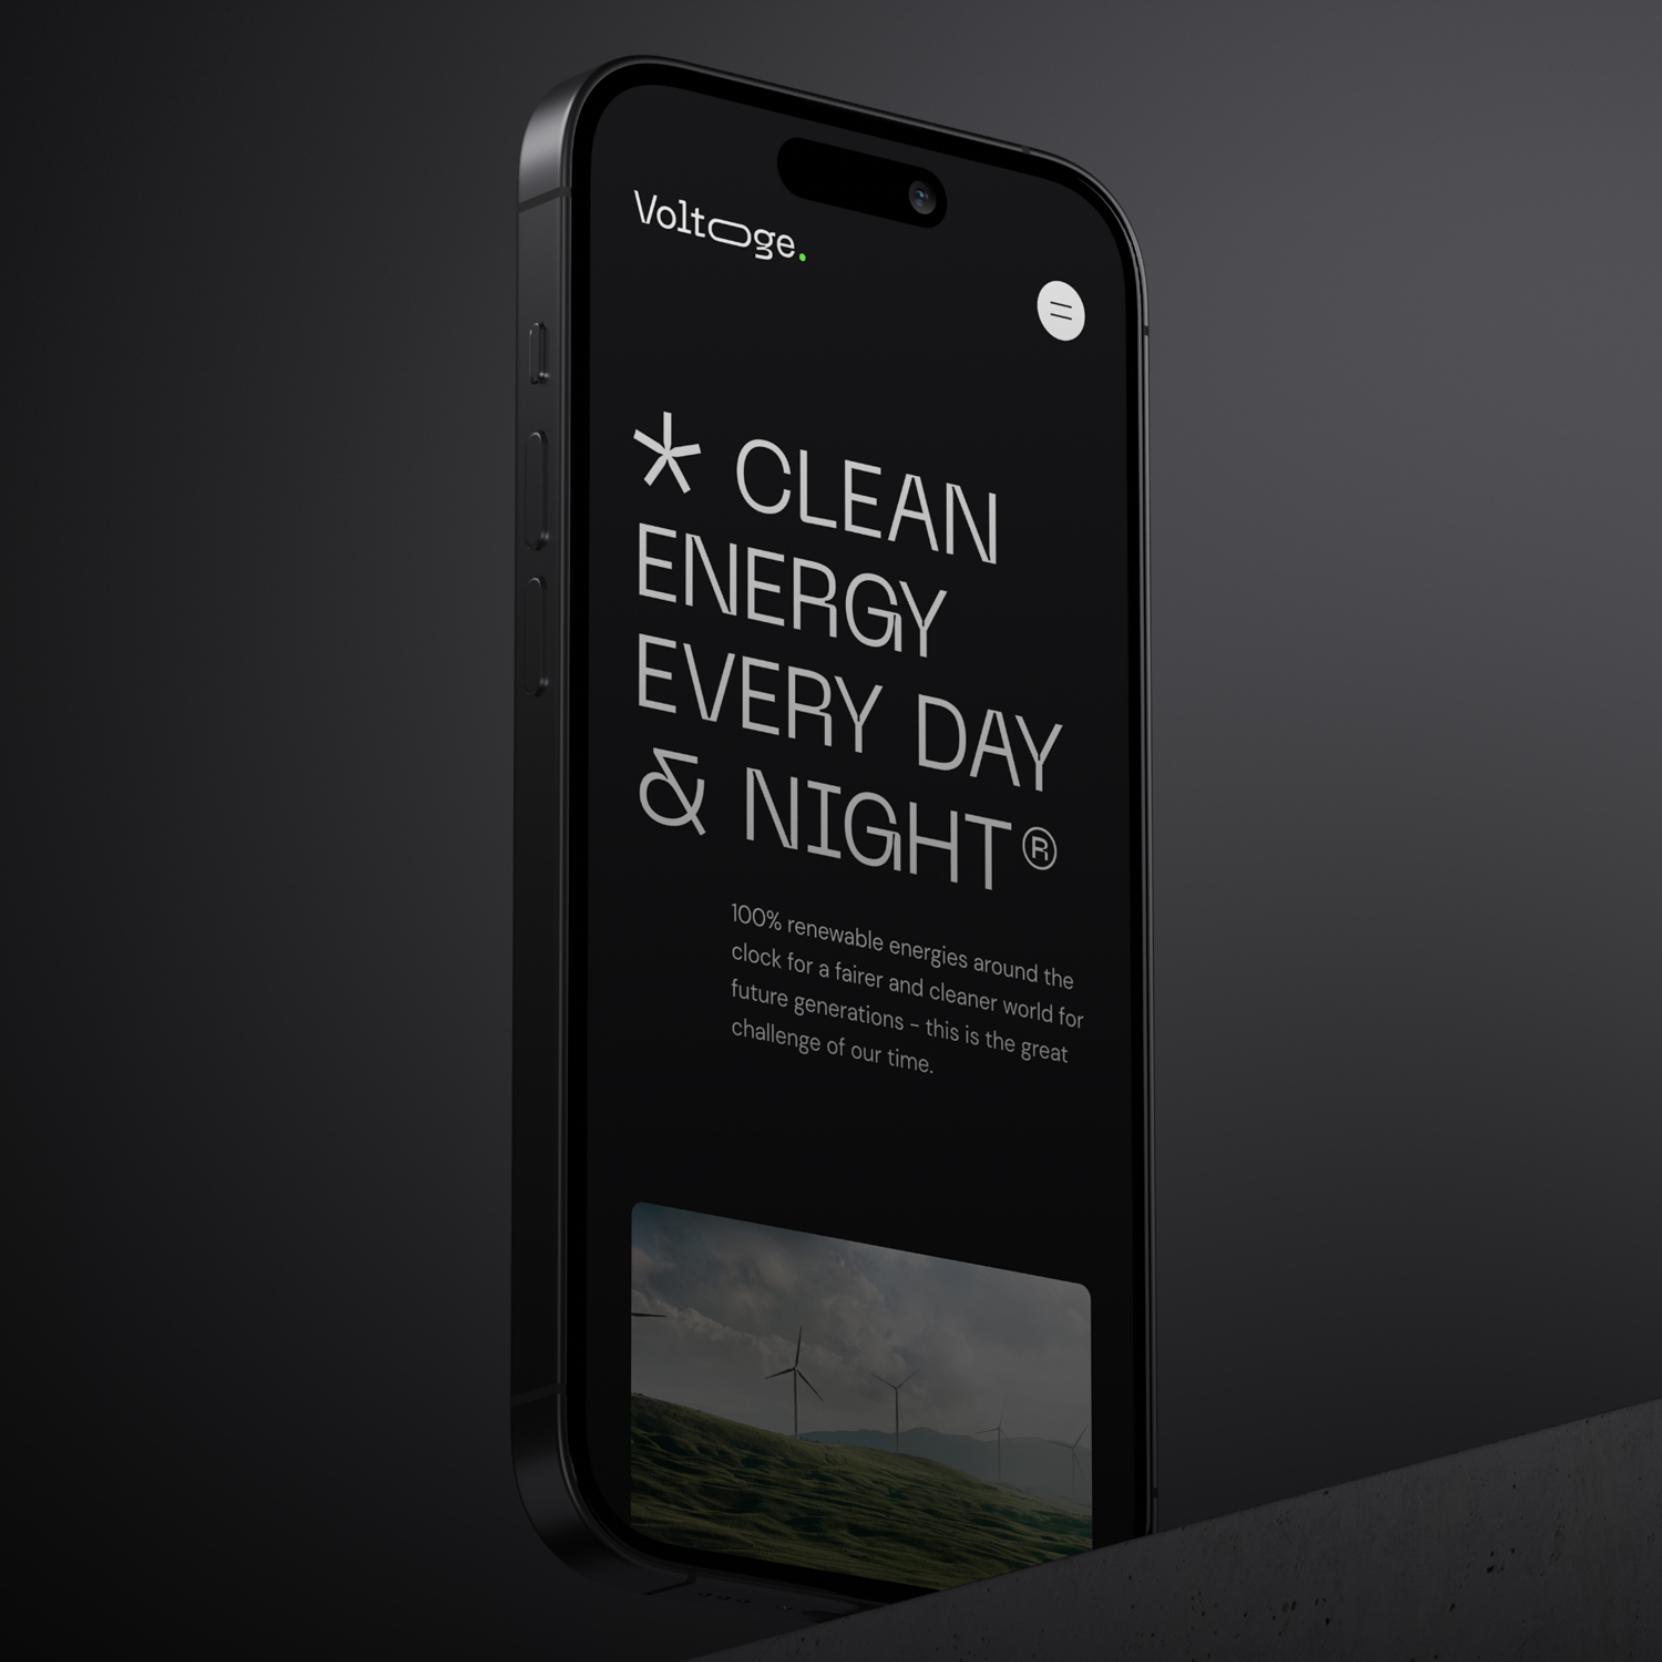 Voltage.
* CLEAN
ENERGY
EVERY DAY
& NIGHT®
100% renewable energies around the
clock for a fairer and cleaner world for
future generations – this is the great
challenge of our time.